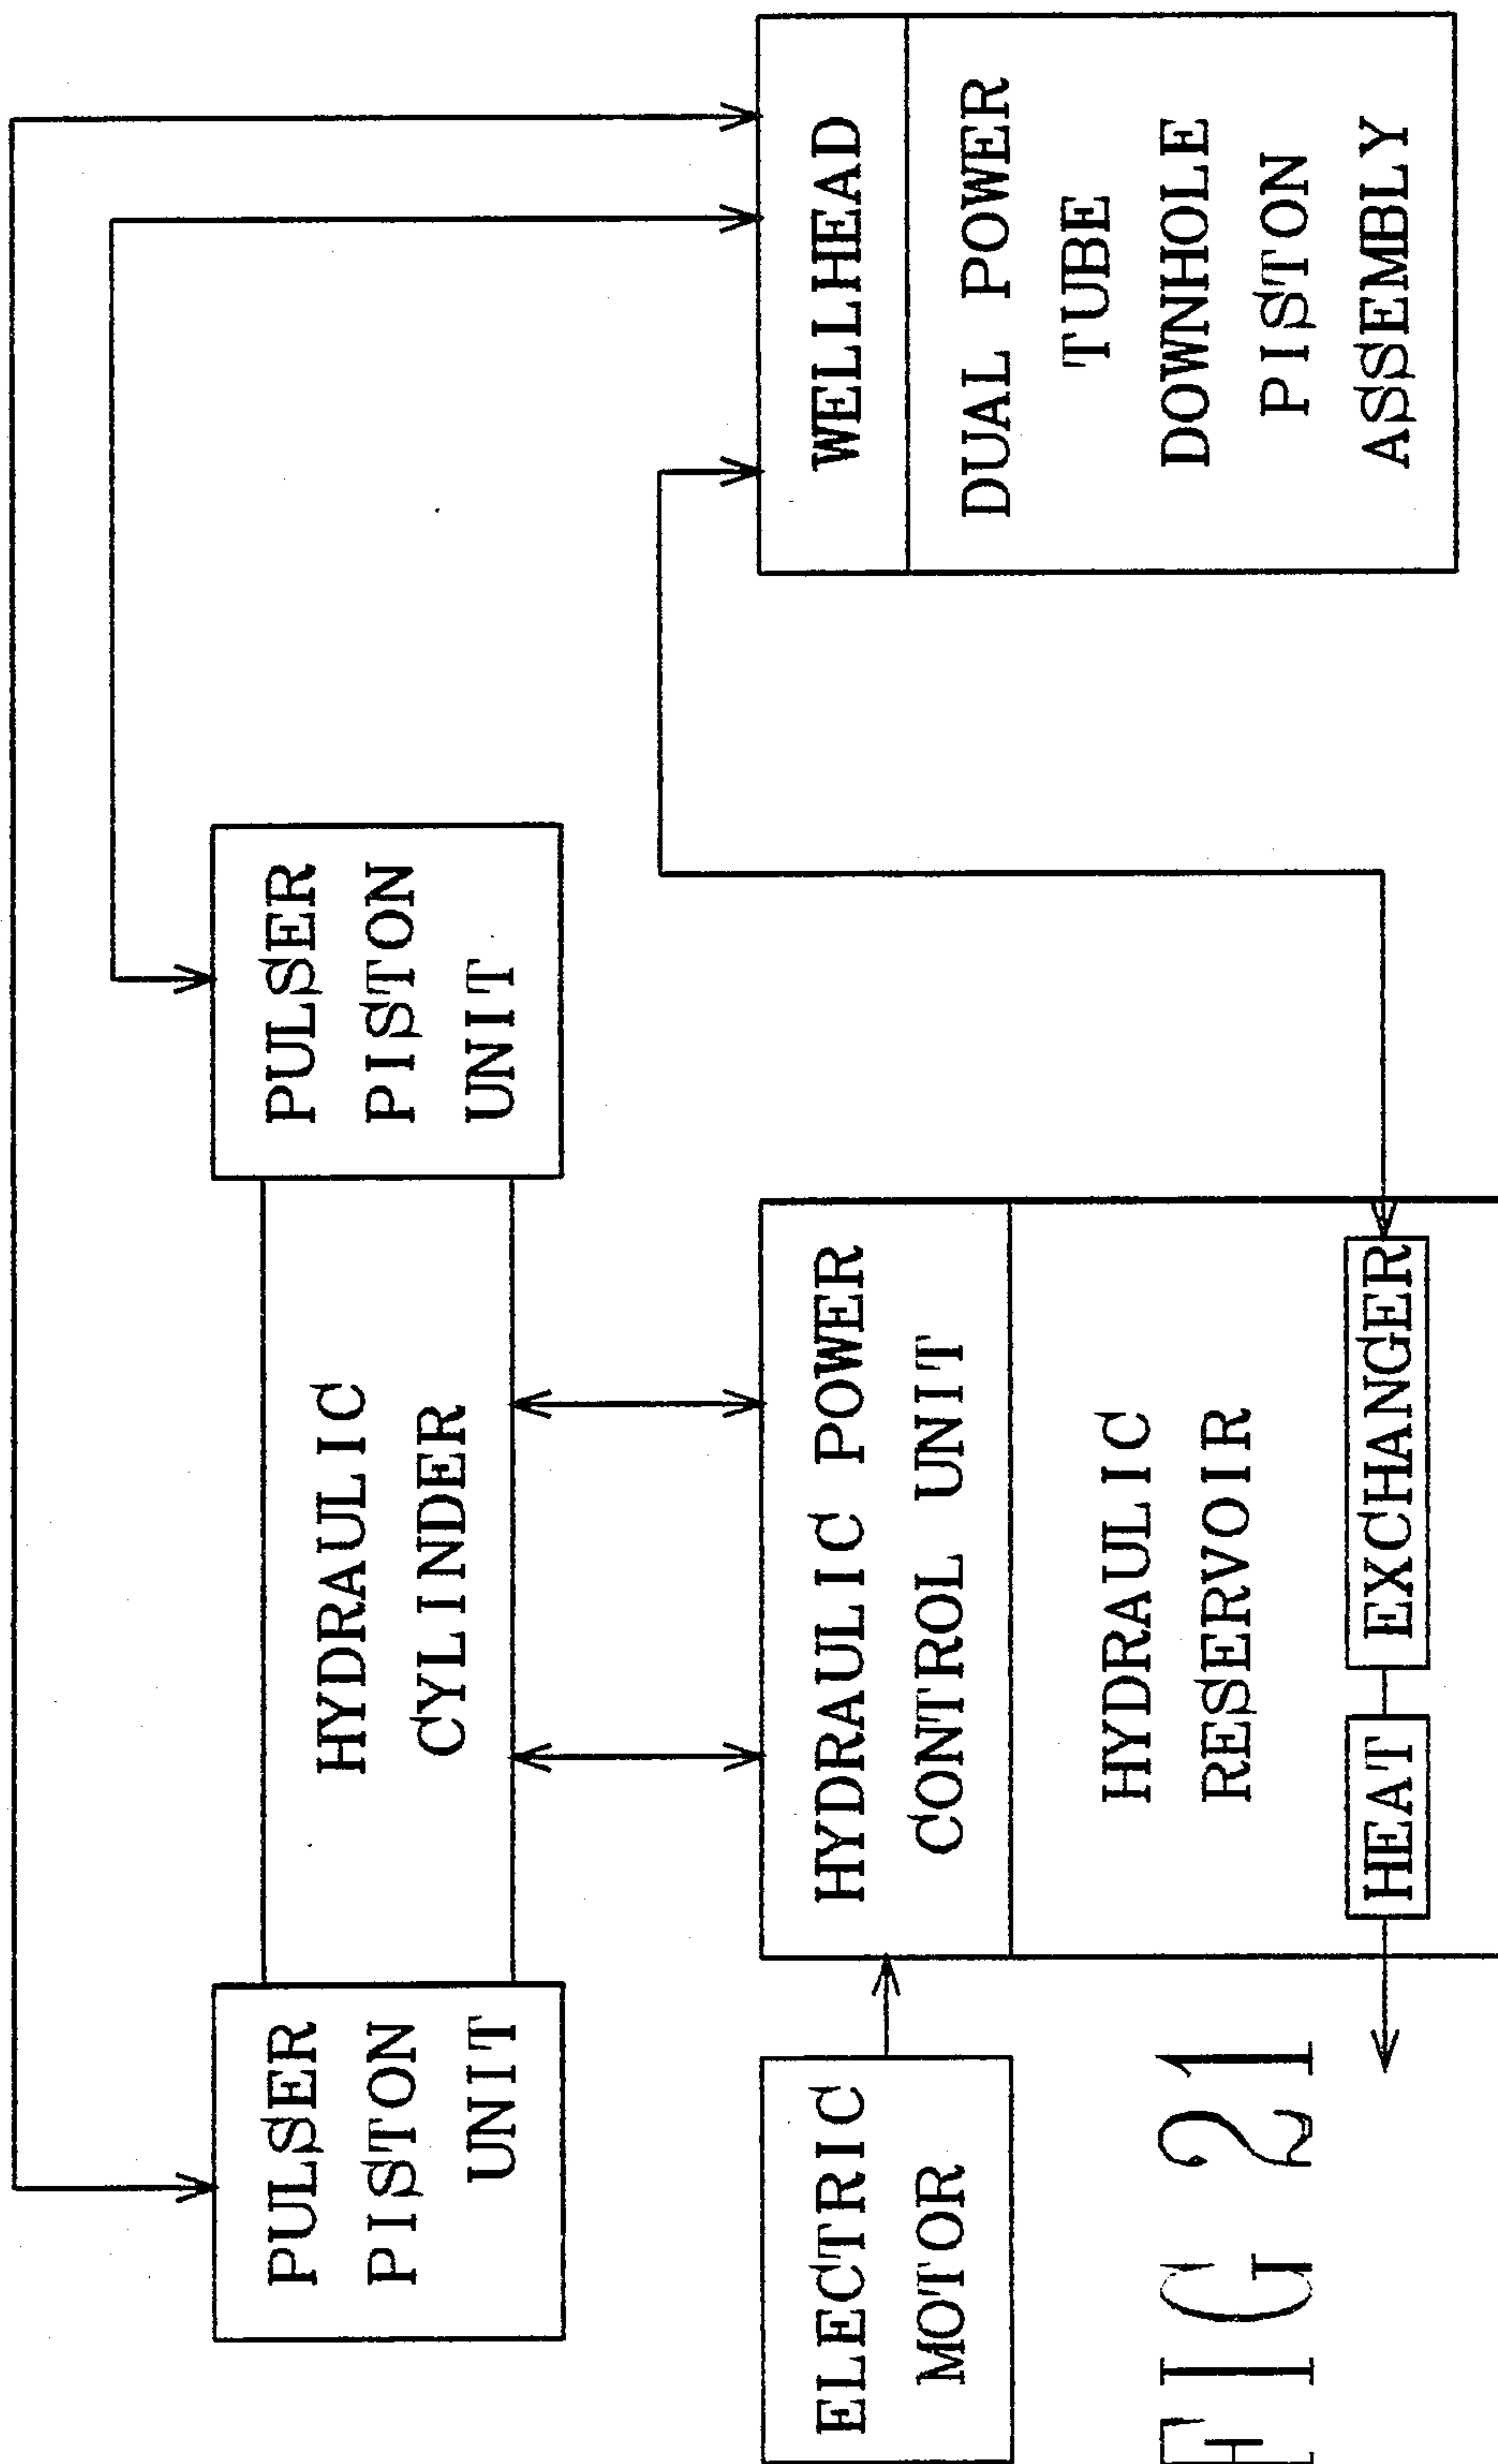 PULSER
PISTON
UNIT
HYDRAULIC
CYLINDER
PULSER
PISTON
UNIT
ELECTRIC
MOTOR
HYDRAULIC POWER
CONTROL UNIT
HYDRAULIC
RESERVOIR
HEAT
EXCHANGER
WELLHEAD
DUAL POWER
TUBE
DOWNHOLE
PISTON
ASSEMBLY
FIG 21